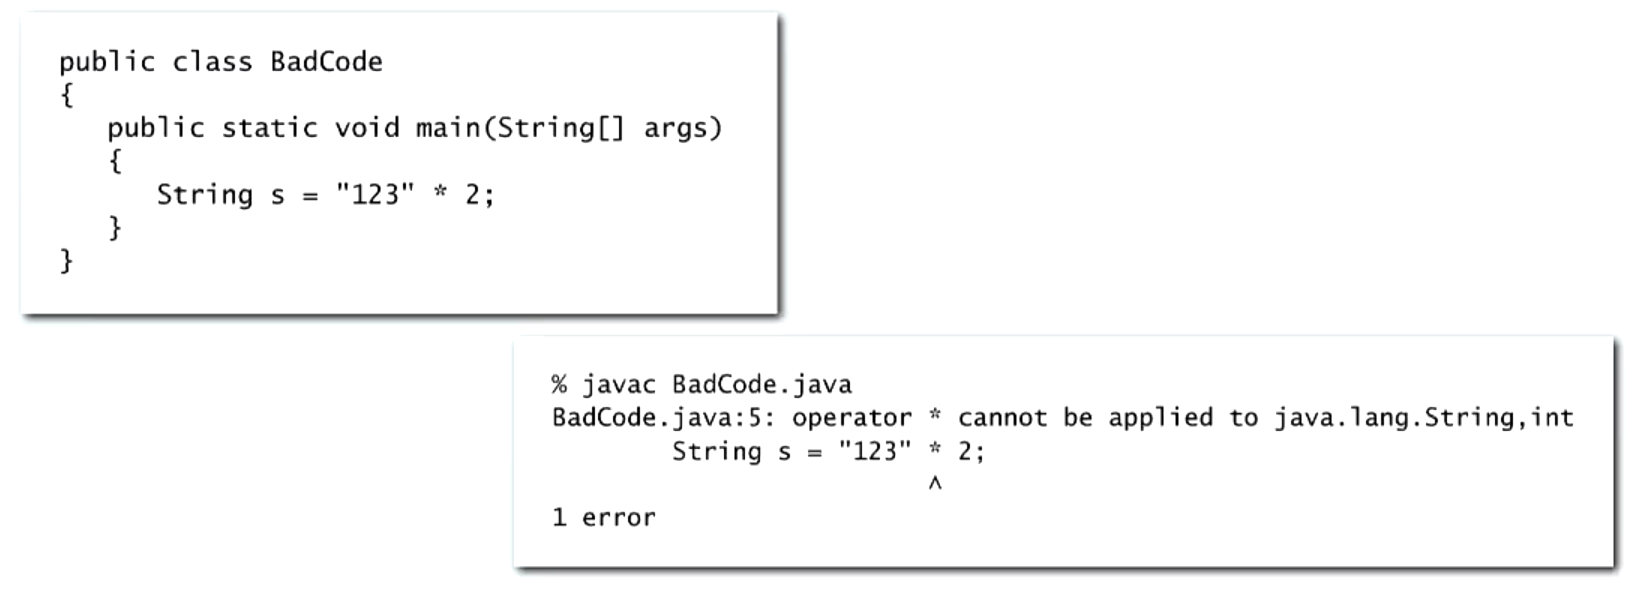 public class BadCode
{
   public static void main(String[] args)
   {
      String s = "123" * 2;
   }
}
% javac BadCode.java
BadCode.java:5: operator * cannot be applied to java.lang.String,int
        String s = "123" * 2;
                         ^
1 error